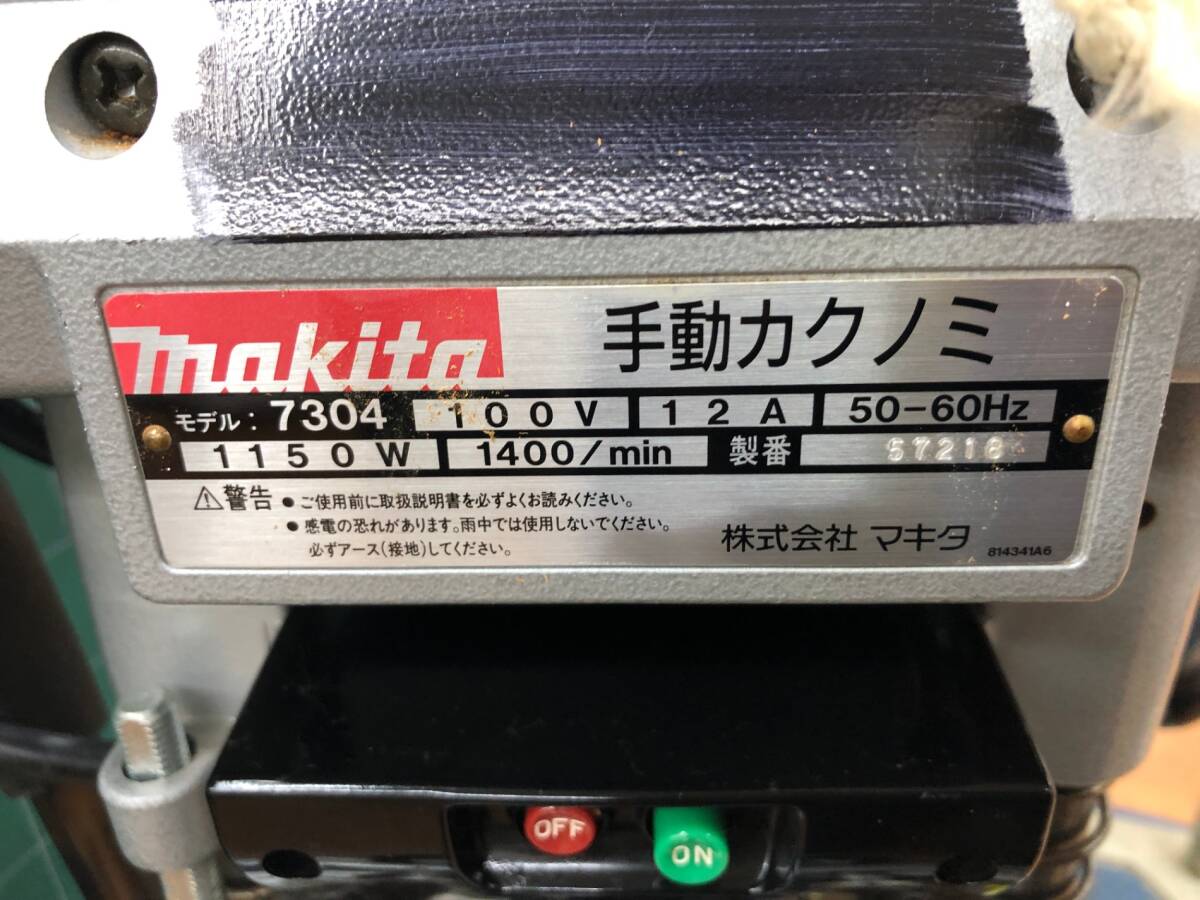 makita 手動カクノミ
モデル: 7304 100V 12A 50-60Hz
1150W 1400/min 製番 57216
⚠警告 ●ご使用前に取扱説明書を必ずよくお読みください。
●感電の恐れがあります。雨中では使用しないでください。
必ずアース(接地)してください。
株式会社 マキタ 814341A6
OFF
ON